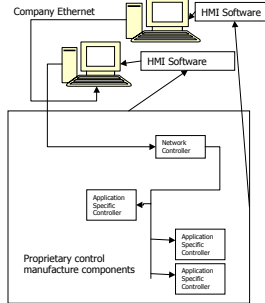 Company Ethernet
HMI Software
HMI Software
Network
Controller
Application
Specific
Controller
Application
Specific
Controller
Application
Specific
Controller
Proprietary control
manufacture components